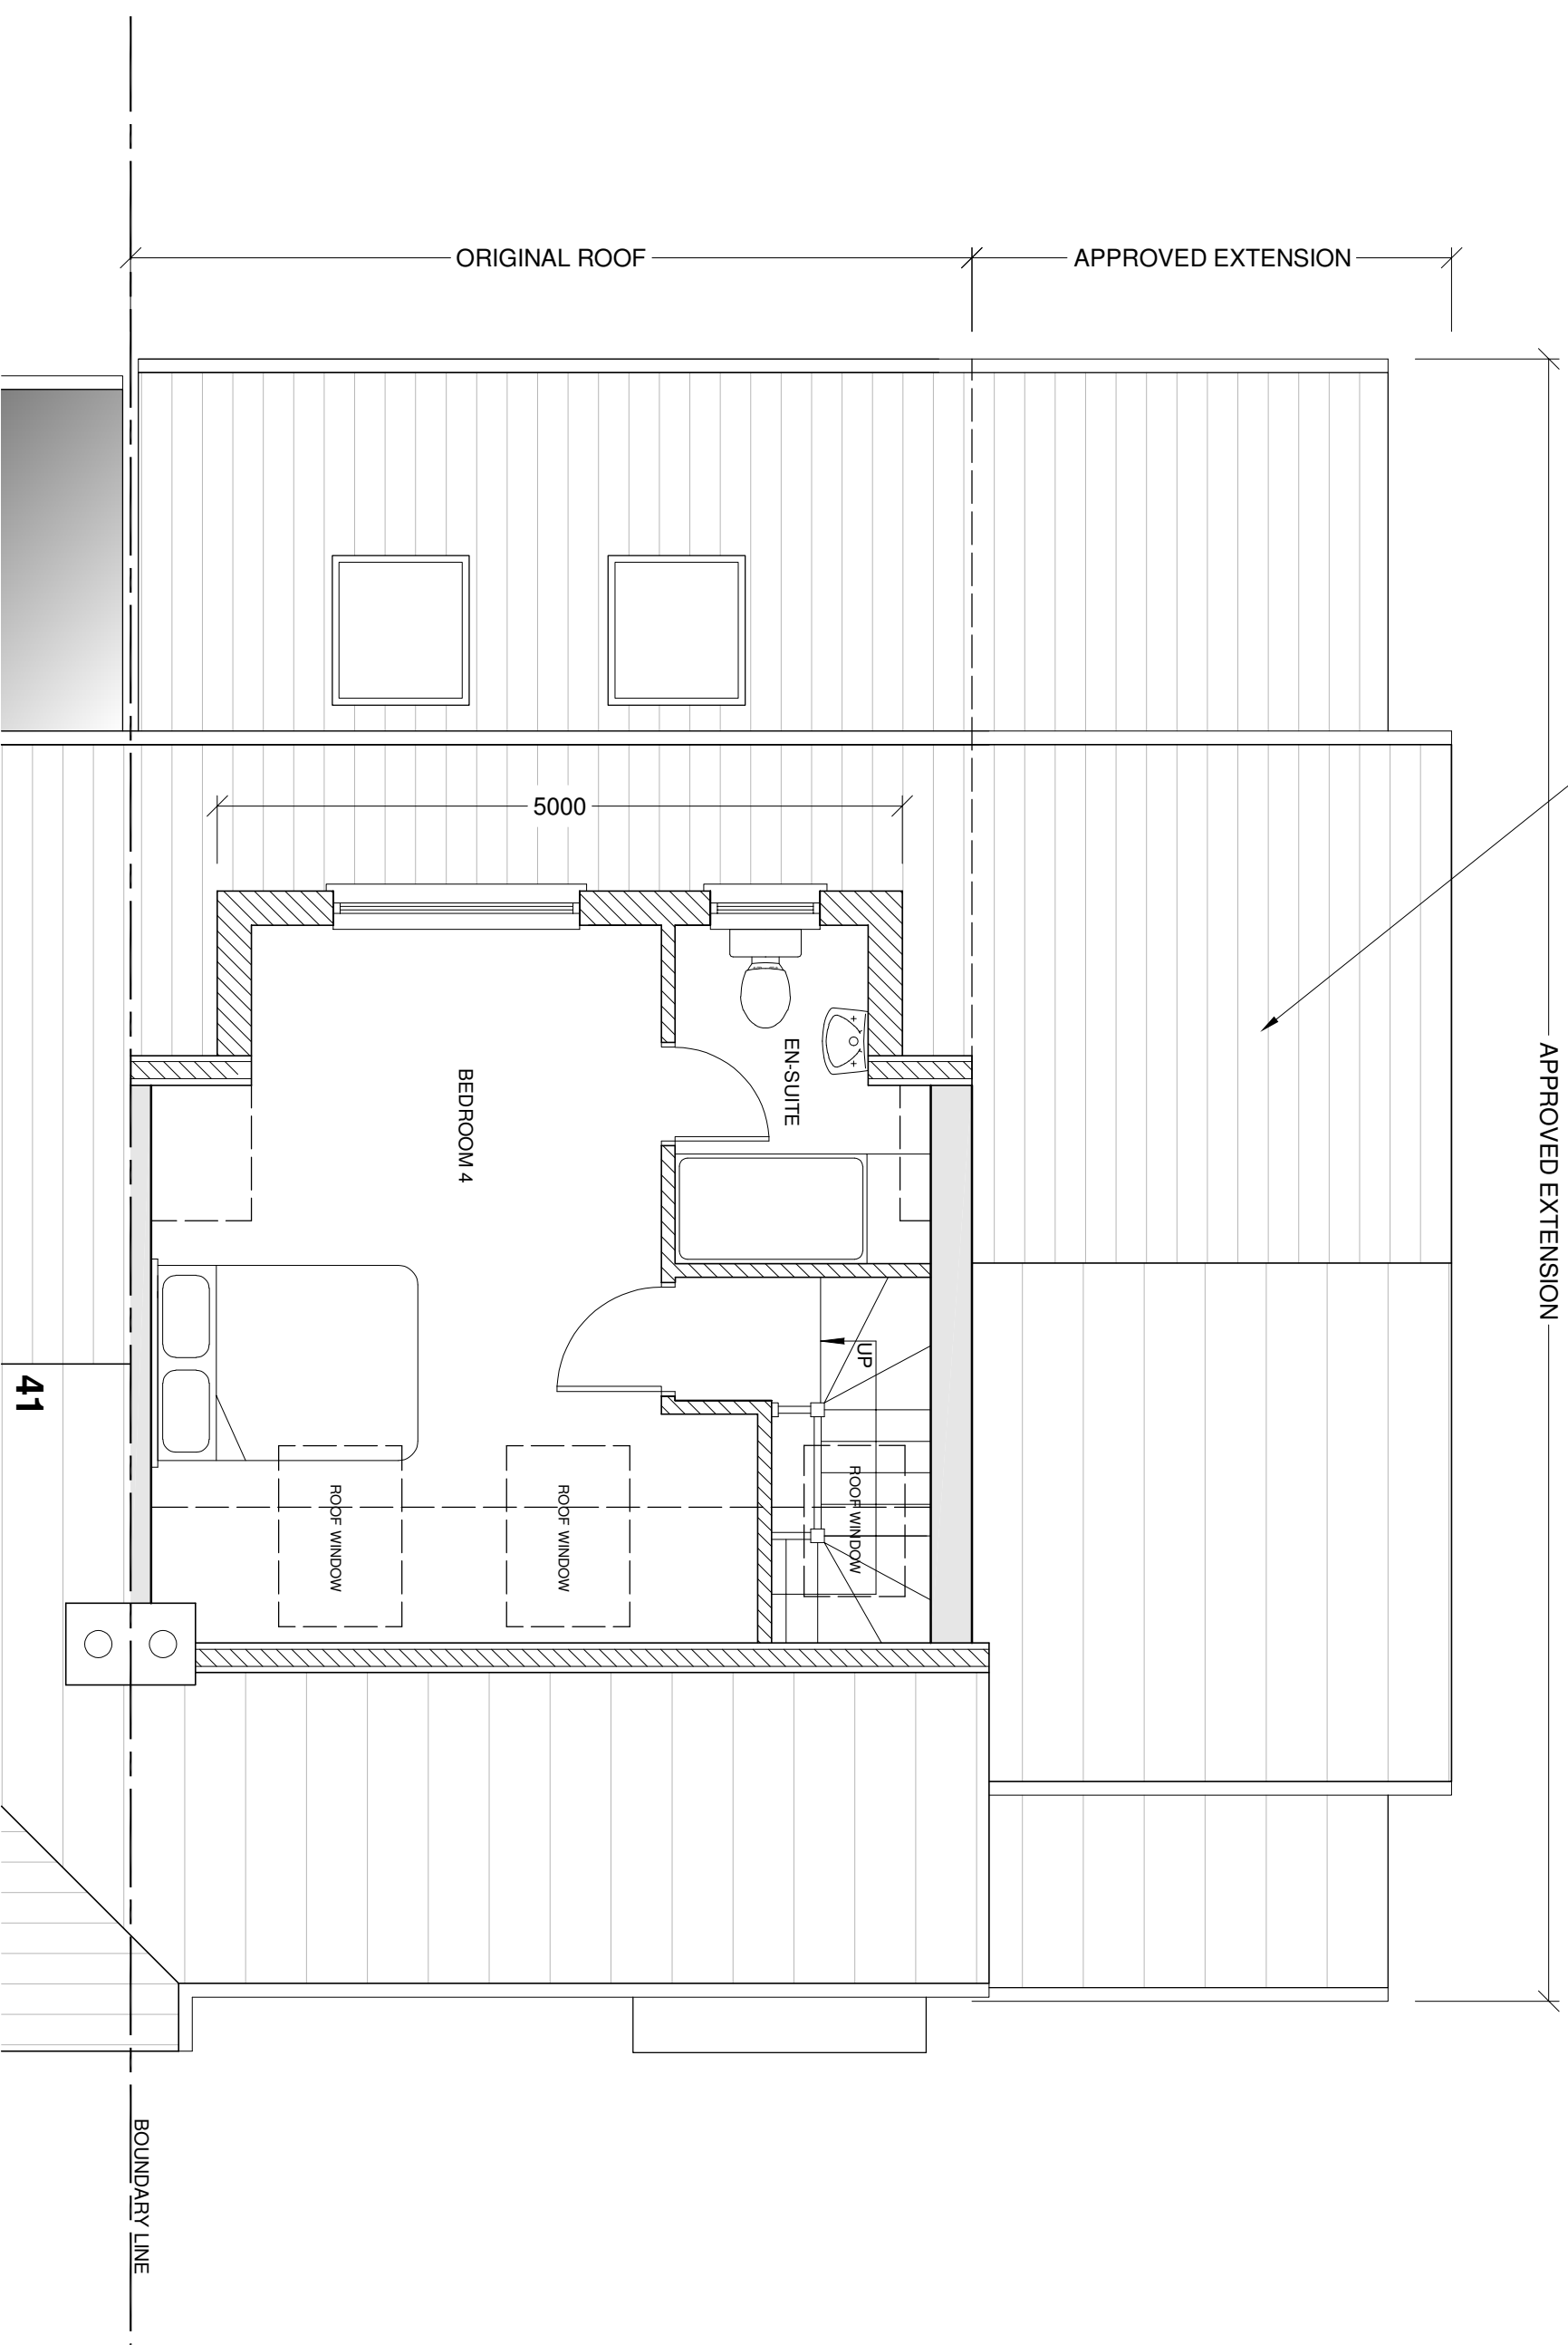 ORIGINAL ROOF
APPROVED EXTENSION
5000
APPROVED EXTENSION
EN-SUITE
BEDROOM 4
UP
41
ROOF WINDOW
ROOF WINDOW
ROOF WINDOW
BOUNDARY LINE